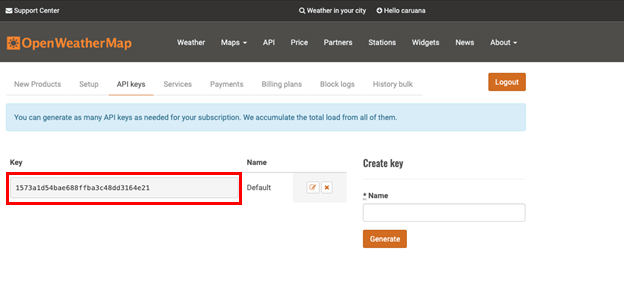 Support Center Weather in your city Hello caruana
OpenWeatherMap Weather Maps API Price Partners Stations Widgets News About
New Products Setup API keys Services Payments Billing plans Block logs History bulk Logout
You can generate as many API keys as needed for your subscription. We accumulate the total load from all of them.
Key Name Create key
1573a1d54bae688ffba3c48dd3164e21 Default
* Name
Generate